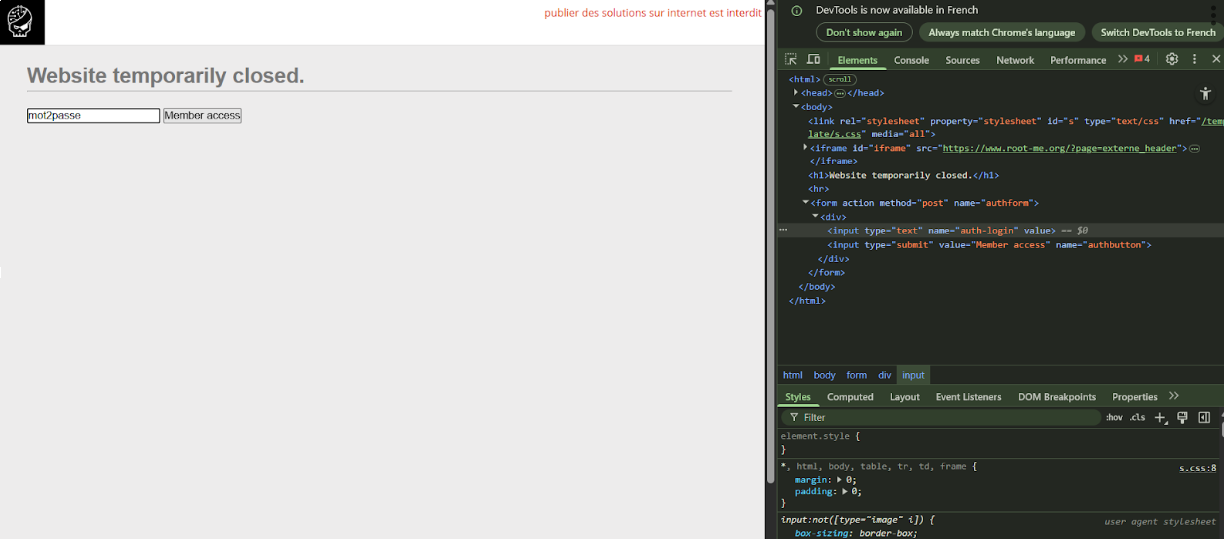 publier des solutions sur internet est interdit
Website temporarily closed.
mot2passe
Member access
DevTools is now available in French
Don't show again
Always match Chrome's language
Switch DevTools to French
Elements
Console
Sources
Network
Performance
4
<html> scroll
<head> </head>
<body>
<link rel="stylesheet" property="stylesheet" id="s" type="text/css" href="/temp
late/s.css" media="all">
<iframe id="iframe" src="https://www.root-me.org/?page=externe_header">
</iframe>
<h1>Website temporarily closed.</h1>
<hr>
<form action method="post" name="authform">
<div>
<input type="text" name="auth-login" value> == $0
<input type="submit" value="Member access" name="authbutton">
</div>
</form>
</body>
</html>
html body form div input
Styles
Computed
Layout
Event Listeners
DOM Breakpoints
Properties
Filter
:hov .cls
element.style {
}
*, html, body, table, tr, td, frame {
s.css:8
margin: 0;
padding: 0;
}
input:not([type="image" i]) {
user agent stylesheet
box-sizing: border-box;